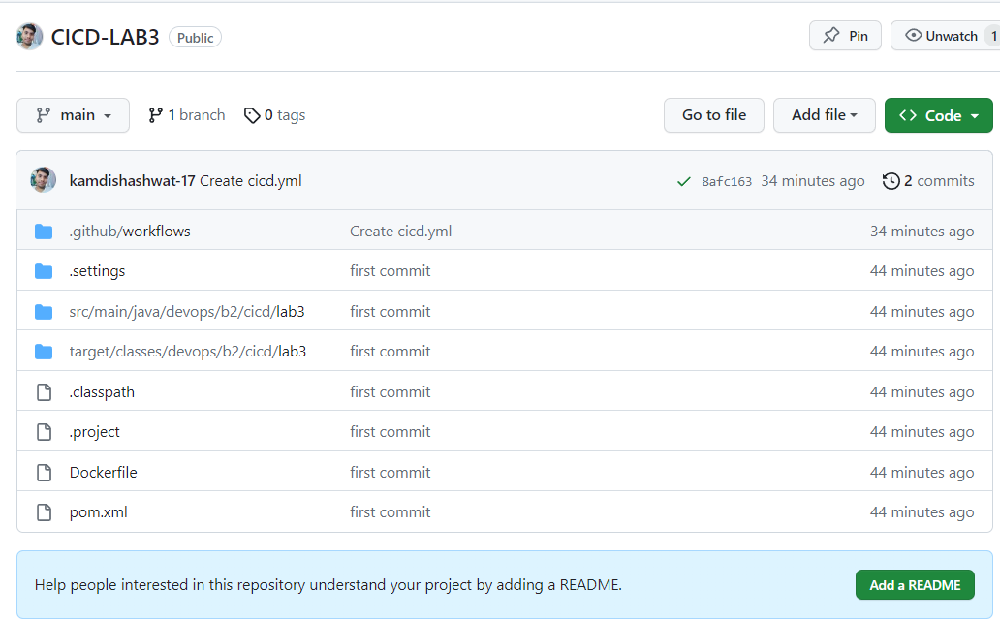 CICD-LAB3 Public Pin Unwatch 1
main 1 branch 0 tags Go to file Add file Code
kamdishashwat-17 Create cicd.yml 8afc163 34 minutes ago 2 commits
.github/workflows Create cicd.yml 34 minutes ago
.settings first commit 44 minutes ago
src/main/java/devops/b2/cicd/lab3 first commit 44 minutes ago
target/classes/devops/b2/cicd/lab3 first commit 44 minutes ago
.classpath first commit 44 minutes ago
.project first commit 44 minutes ago
Dockerfile first commit 44 minutes ago
pom.xml first commit 44 minutes ago
Help people interested in this repository understand your project by adding a README. Add a README